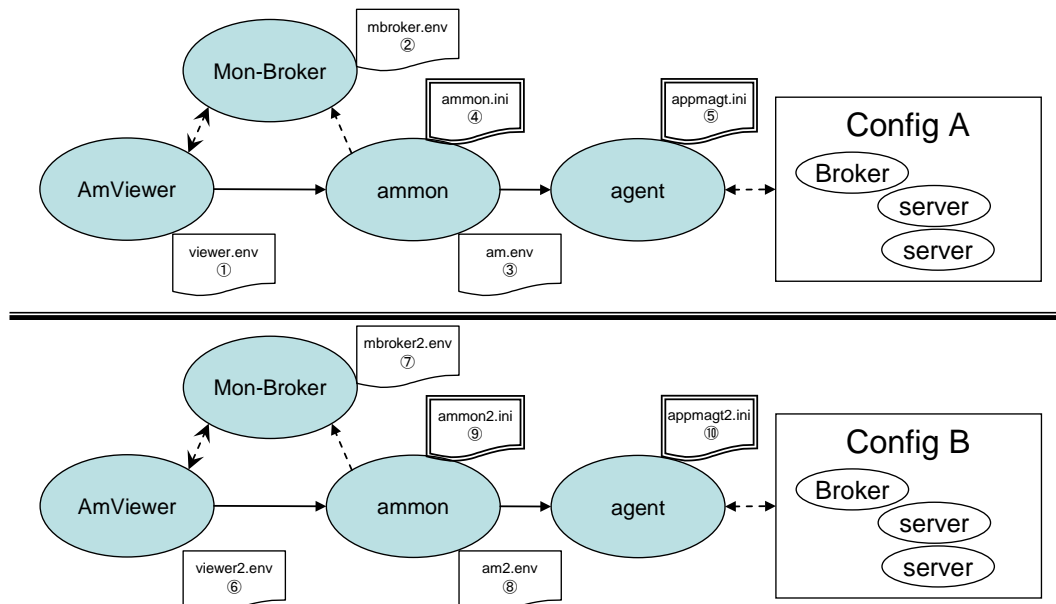 mbroker.env
②
Mon-Broker
ammon.ini
④
appmagt.ini
⑤
Config A
Broker
server
server
AmViewer
ammon
agent
viewer.env
①
am.env
③
mbroker2.env
⑦
Mon-Broker
ammon2.ini
⑨
appmagt2.ini
⑩
Config B
Broker
server
server
AmViewer
ammon
agent
viewer2.env
⑥
am2.env
⑧